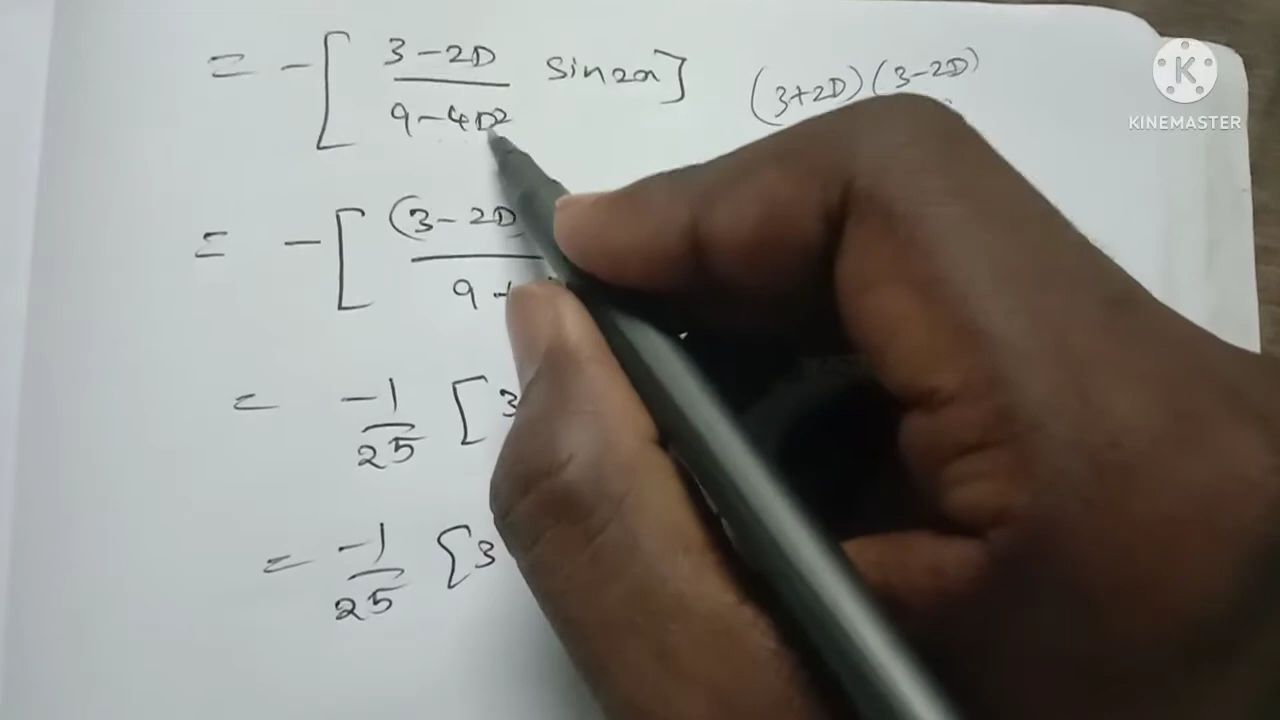 = -[ 3-2D / 9-4D² sin2x] (3+2D)(3-2D)
K
KINEMASTER
= -[ (3-2D) / 9+
= -1/25 [3
= -1/25 {3